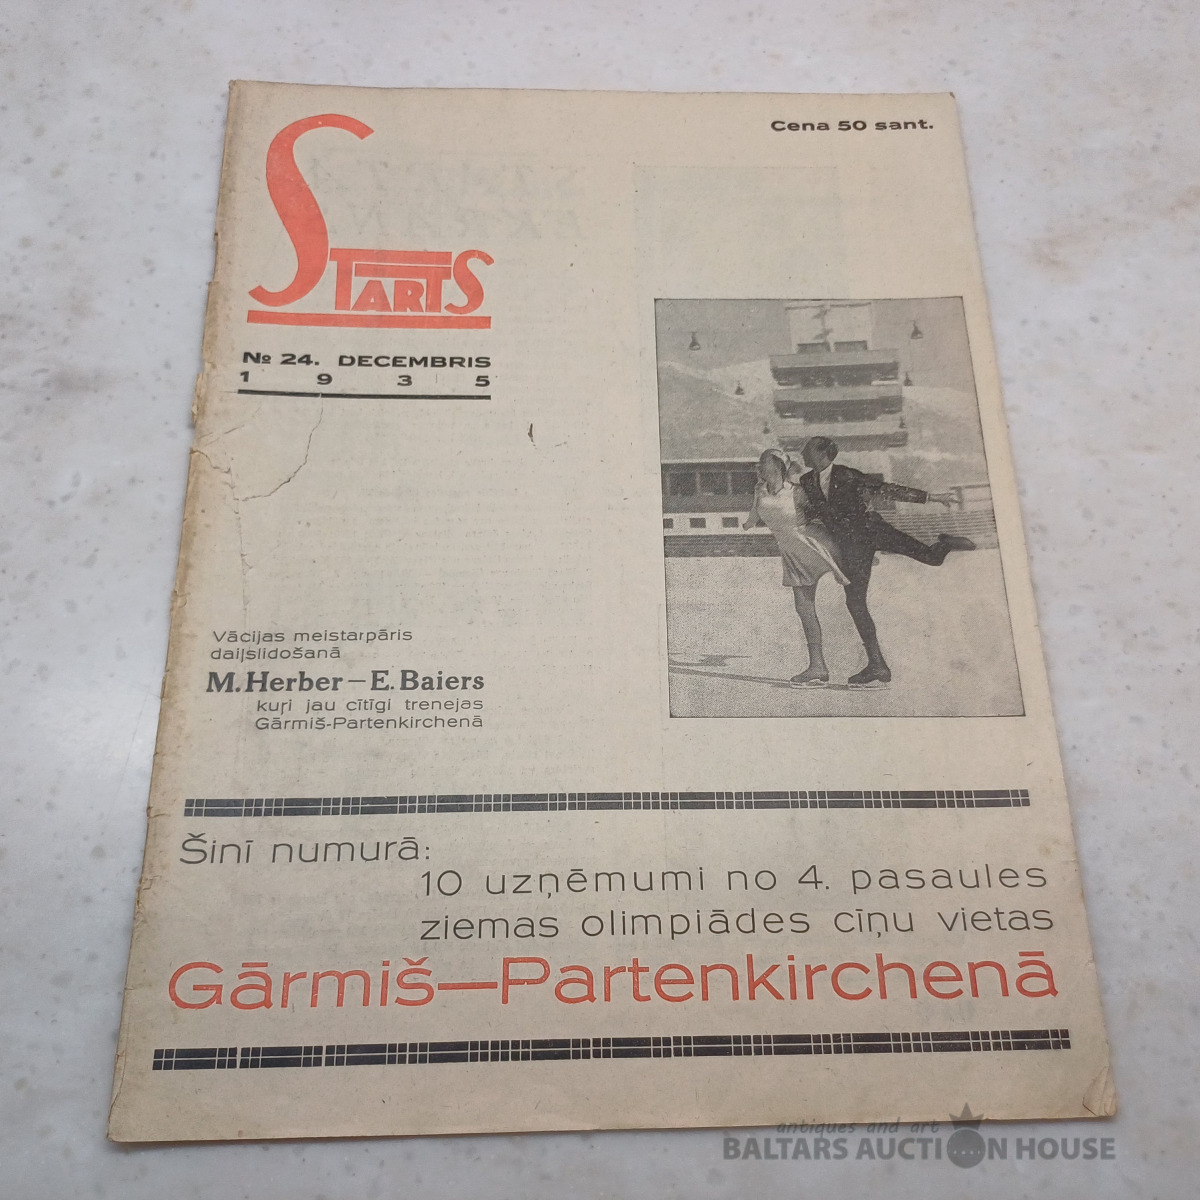 Cena 50 sant.
STARTS
№ 24. DECEMBRIS
1 9 3 5
Vācijas meistarpāris
daiļslidošanā
M. Herber — E. Baiers
kuŗi jau cītīgi trenejas
Gārmiš-Partenkirchenā
Šinī numurā:
10 uzņēmumi no 4. pasaules
ziemas olimpiādes cīņu vietas
Gārmiš—Partenkirchenā
antiques and art
BALTARS AUCTION HOUSE